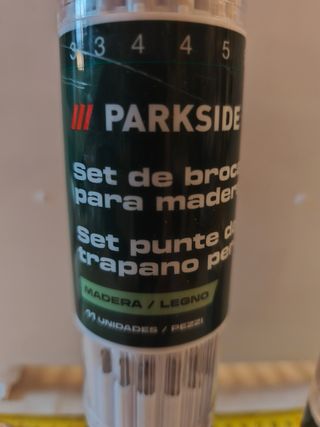 3 3 4 4 5
PARKSIDE
Set de broc
para mader
Set punte d
trapano per
MADERA / LEGNO
11 UNIDADES / PEZZI